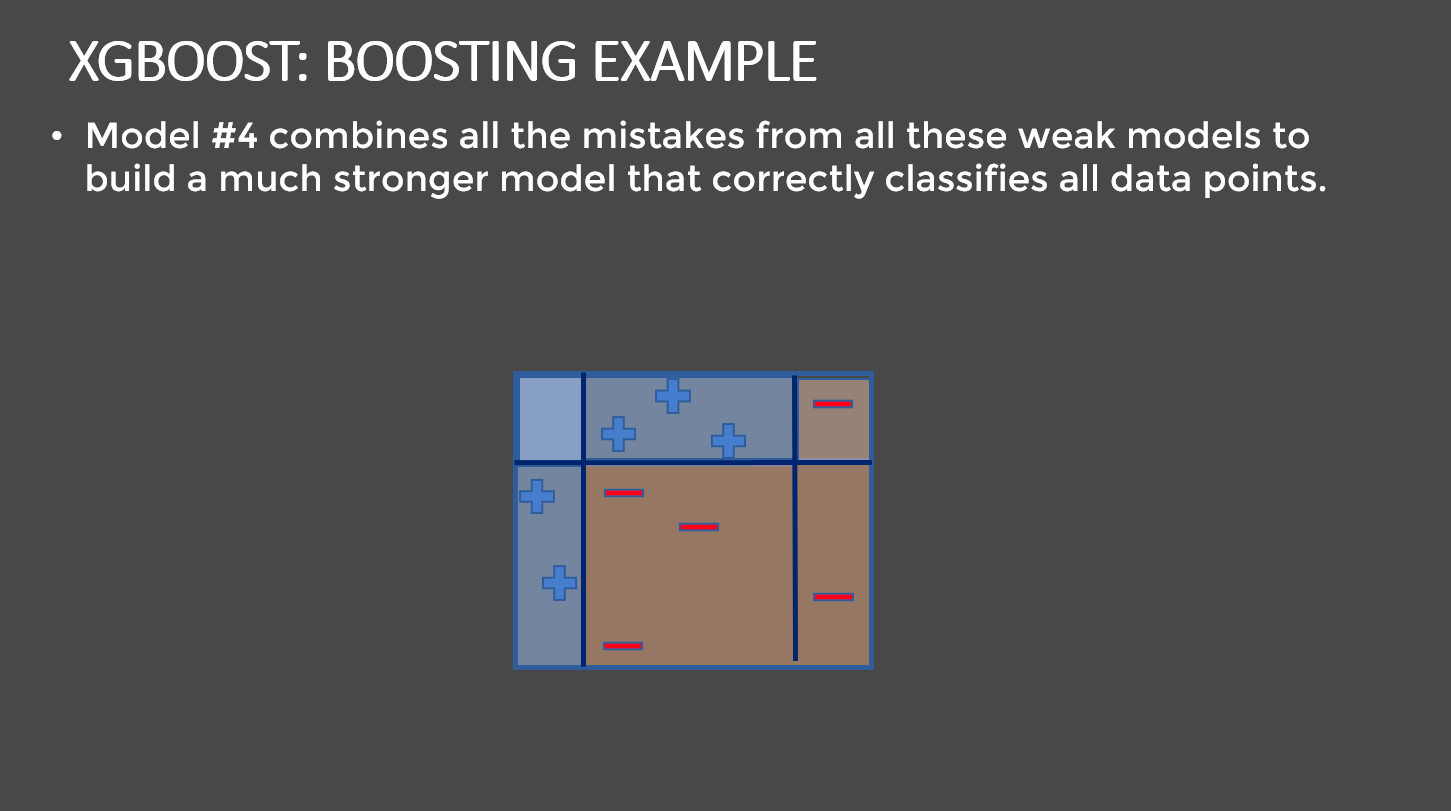 XGBOOST: BOOSTING EXAMPLE
• Model #4 combines all the mistakes from all these weak models to
build a much stronger model that correctly classifies all data points.